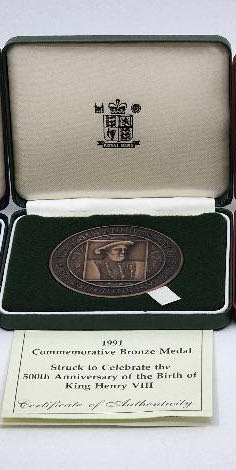 ROYAL MINT
1991
Commemorative Bronze Medal
Struck to Celebrate the
500th Anniversary of the Birth of
King Henry VIII
Certificate of Authenticity